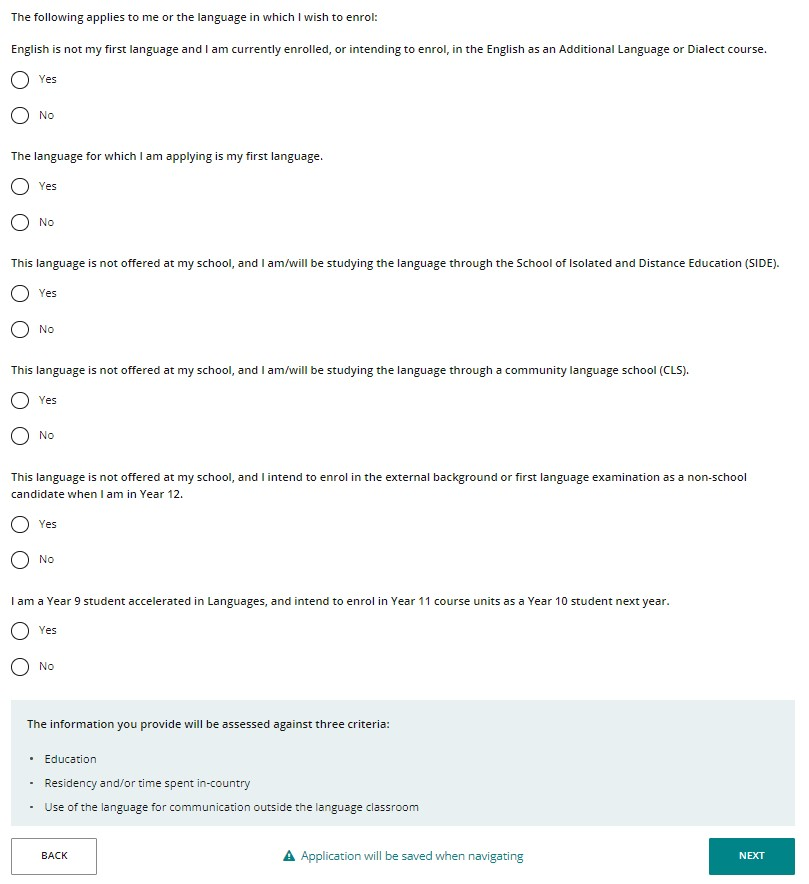 The following applies to me or the language in which I wish to enrol:
English is not my first language and I am currently enrolled, or intending to enrol, in the English as an Additional Language or Dialect course.
Yes
No
The language for which I am applying is my first language.
Yes
No
This language is not offered at my school, and I am/will be studying the language through the School of Isolated and Distance Education (SIDE).
Yes
No
This language is not offered at my school, and I am/will be studying the language through a community language school (CLS).
Yes
No
This language is not offered at my school, and I intend to enrol in the external background or first language examination as a non-school
candidate when I am in Year 12.
Yes
No
I am a Year 9 student accelerated in Languages, and intend to enrol in Year 11 course units as a Year 10 student next year.
Yes
No
The information you provide will be assessed against three criteria:
• Education
• Residency and/or time spent in-country
• Use of the language for communication outside the language classroom
BACK
Application will be saved when navigating
NEXT